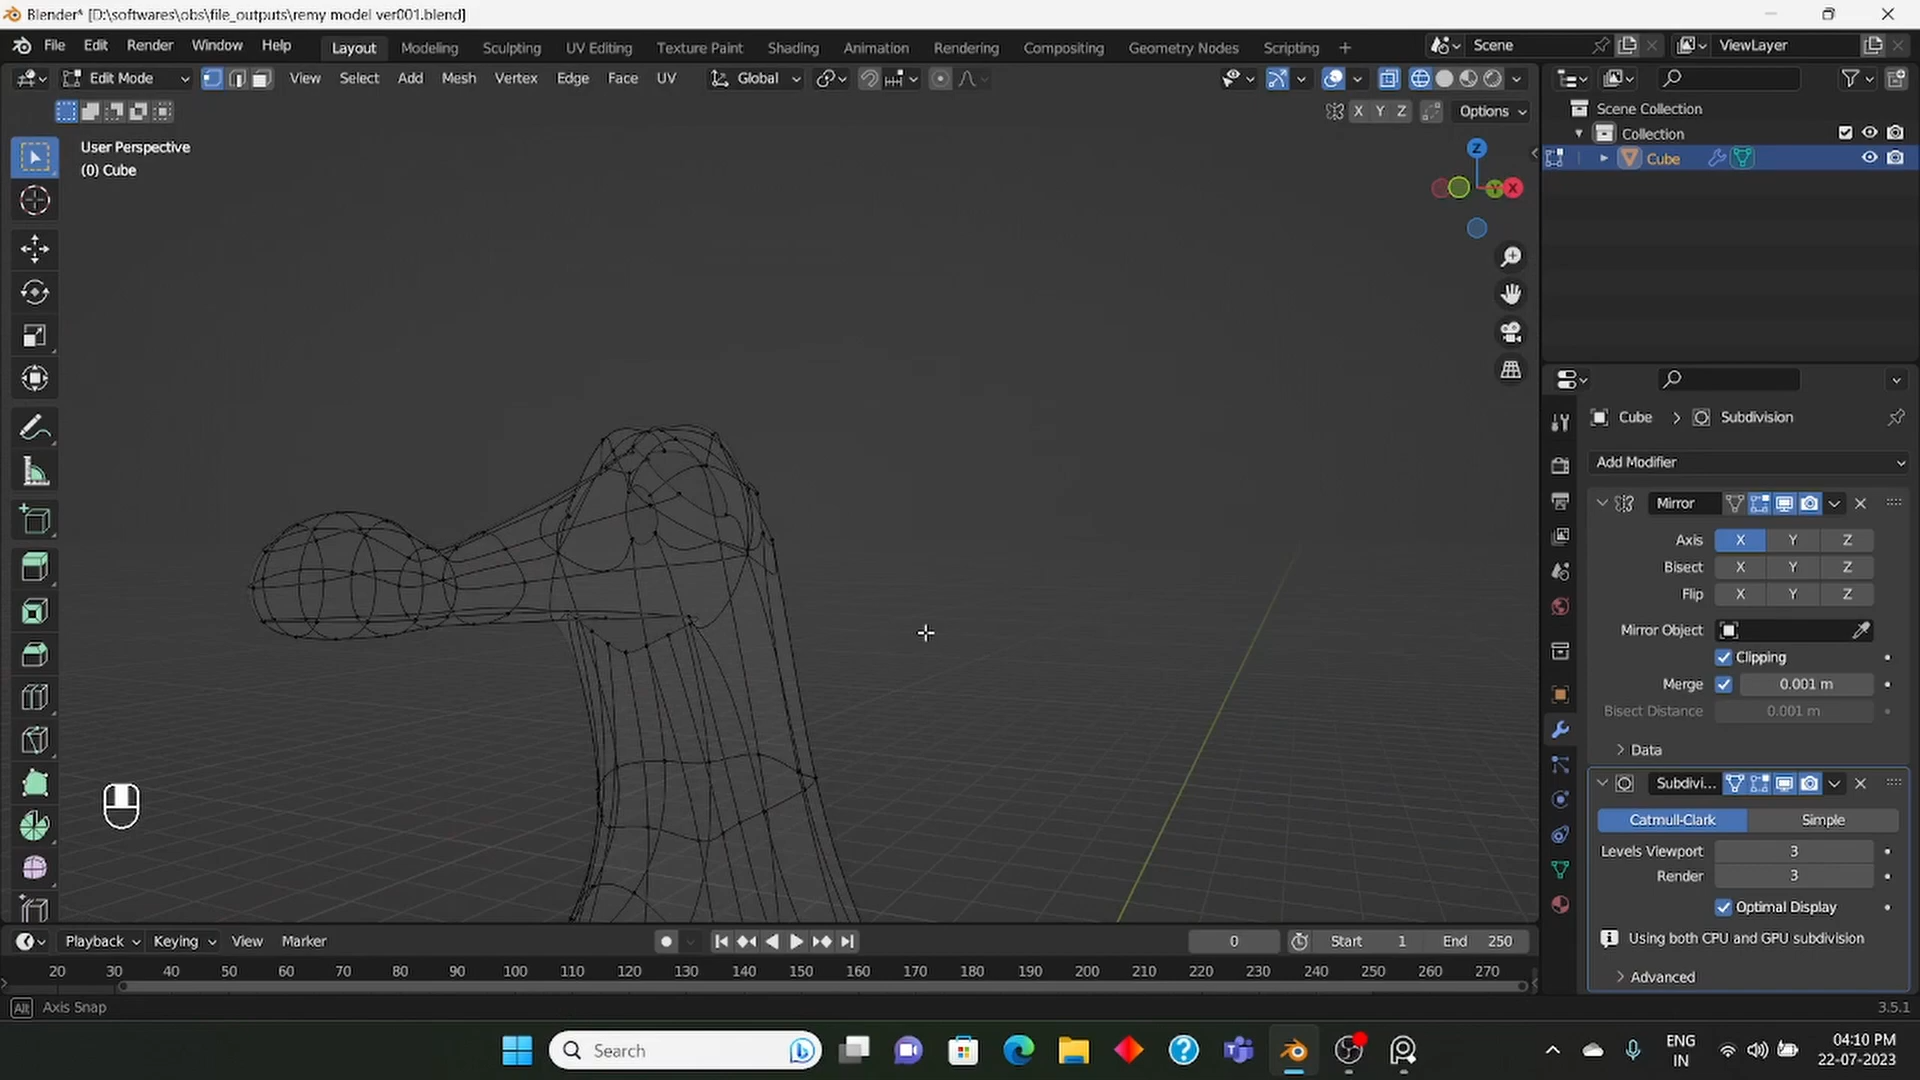 Blender* [D:\softwares\obs\file_outputs\remy model ver001.blend]
File Edit Render Window Help Layout Modeling Sculpting UV Editing Texture Paint Shading Animation Rendering Compositing Geometry Nodes Scripting + Scene ViewLayer
Edit Mode View Select Add Mesh Vertex Edge Face UV Global
X Y Z Options
User Perspective
(0) Cube
Z
Y X
Scene Collection
Collection
Cube
Cube > Subdivision
Add Modifier
Mirror
Axis X Y Z
Bisect X Y Z
Flip X Y Z
Mirror Object
Clipping
Merge 0.001 m
Bisect Distance 0.001 m
Data
Subdivi...
Catmull-Clark Simple
Levels Viewport 3
Render 3
Optimal Display
Using both CPU and GPU subdivision
Advanced
Playback Keying View Marker 0 Start 1 End 250
20 30 40 50 60 70 80 90 100 110 120 130 140 150 160 170 180 190 200 210 220 230 240 250 260 270
Alt Axis Snap 3.5.1
Search
ENG
IN
04:10 PM
22-07-2023